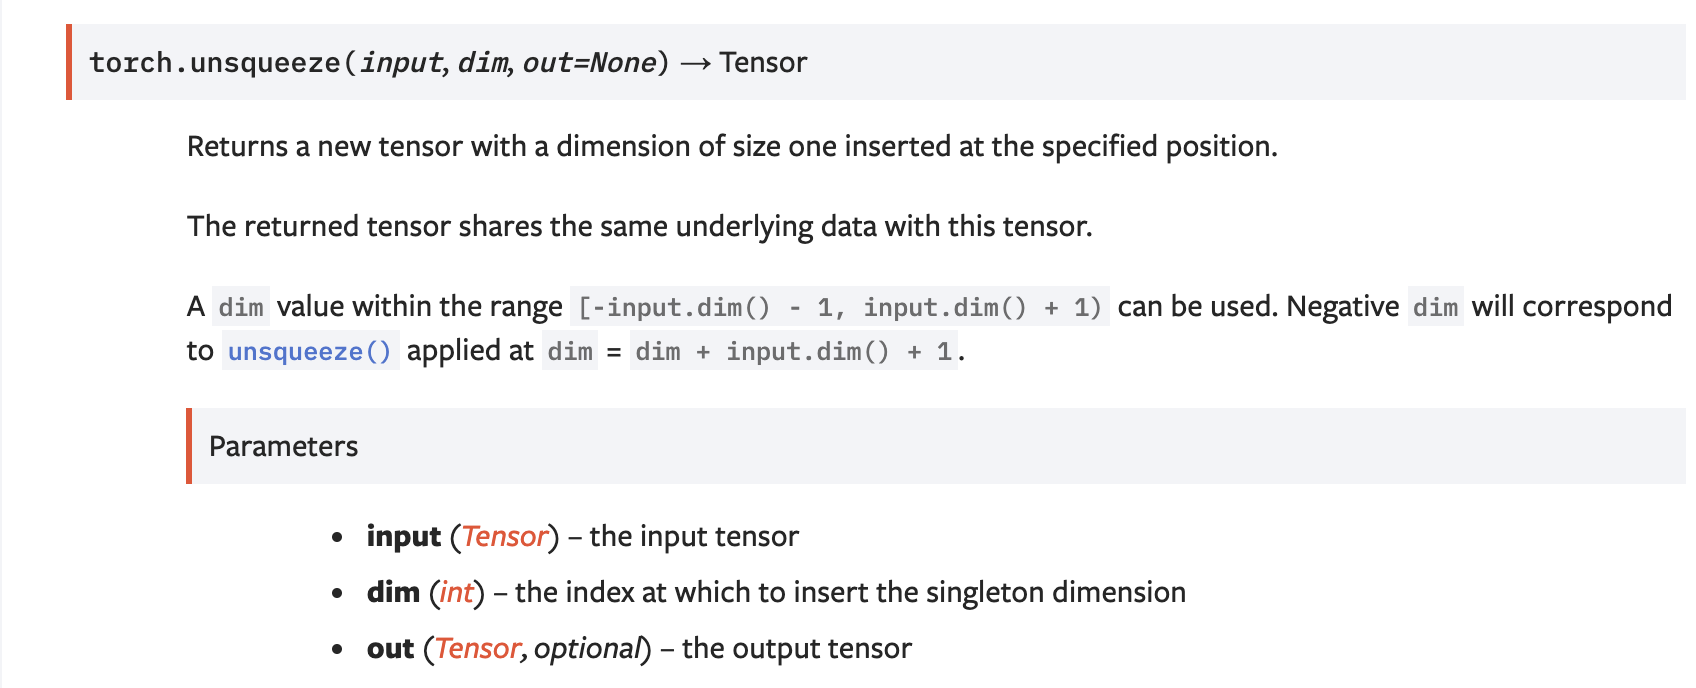 torch.unsqueeze(input, dim, out=None) → Tensor
Returns a new tensor with a dimension of size one inserted at the specified position.
The returned tensor shares the same underlying data with this tensor.
A dim value within the range [-input.dim() - 1, input.dim() + 1) can be used. Negative dim will correspond
to unsqueeze() applied at dim = dim + input.dim() + 1.
Parameters
• input (Tensor) – the input tensor
• dim (int) – the index at which to insert the singleton dimension
• out (Tensor, optional) – the output tensor